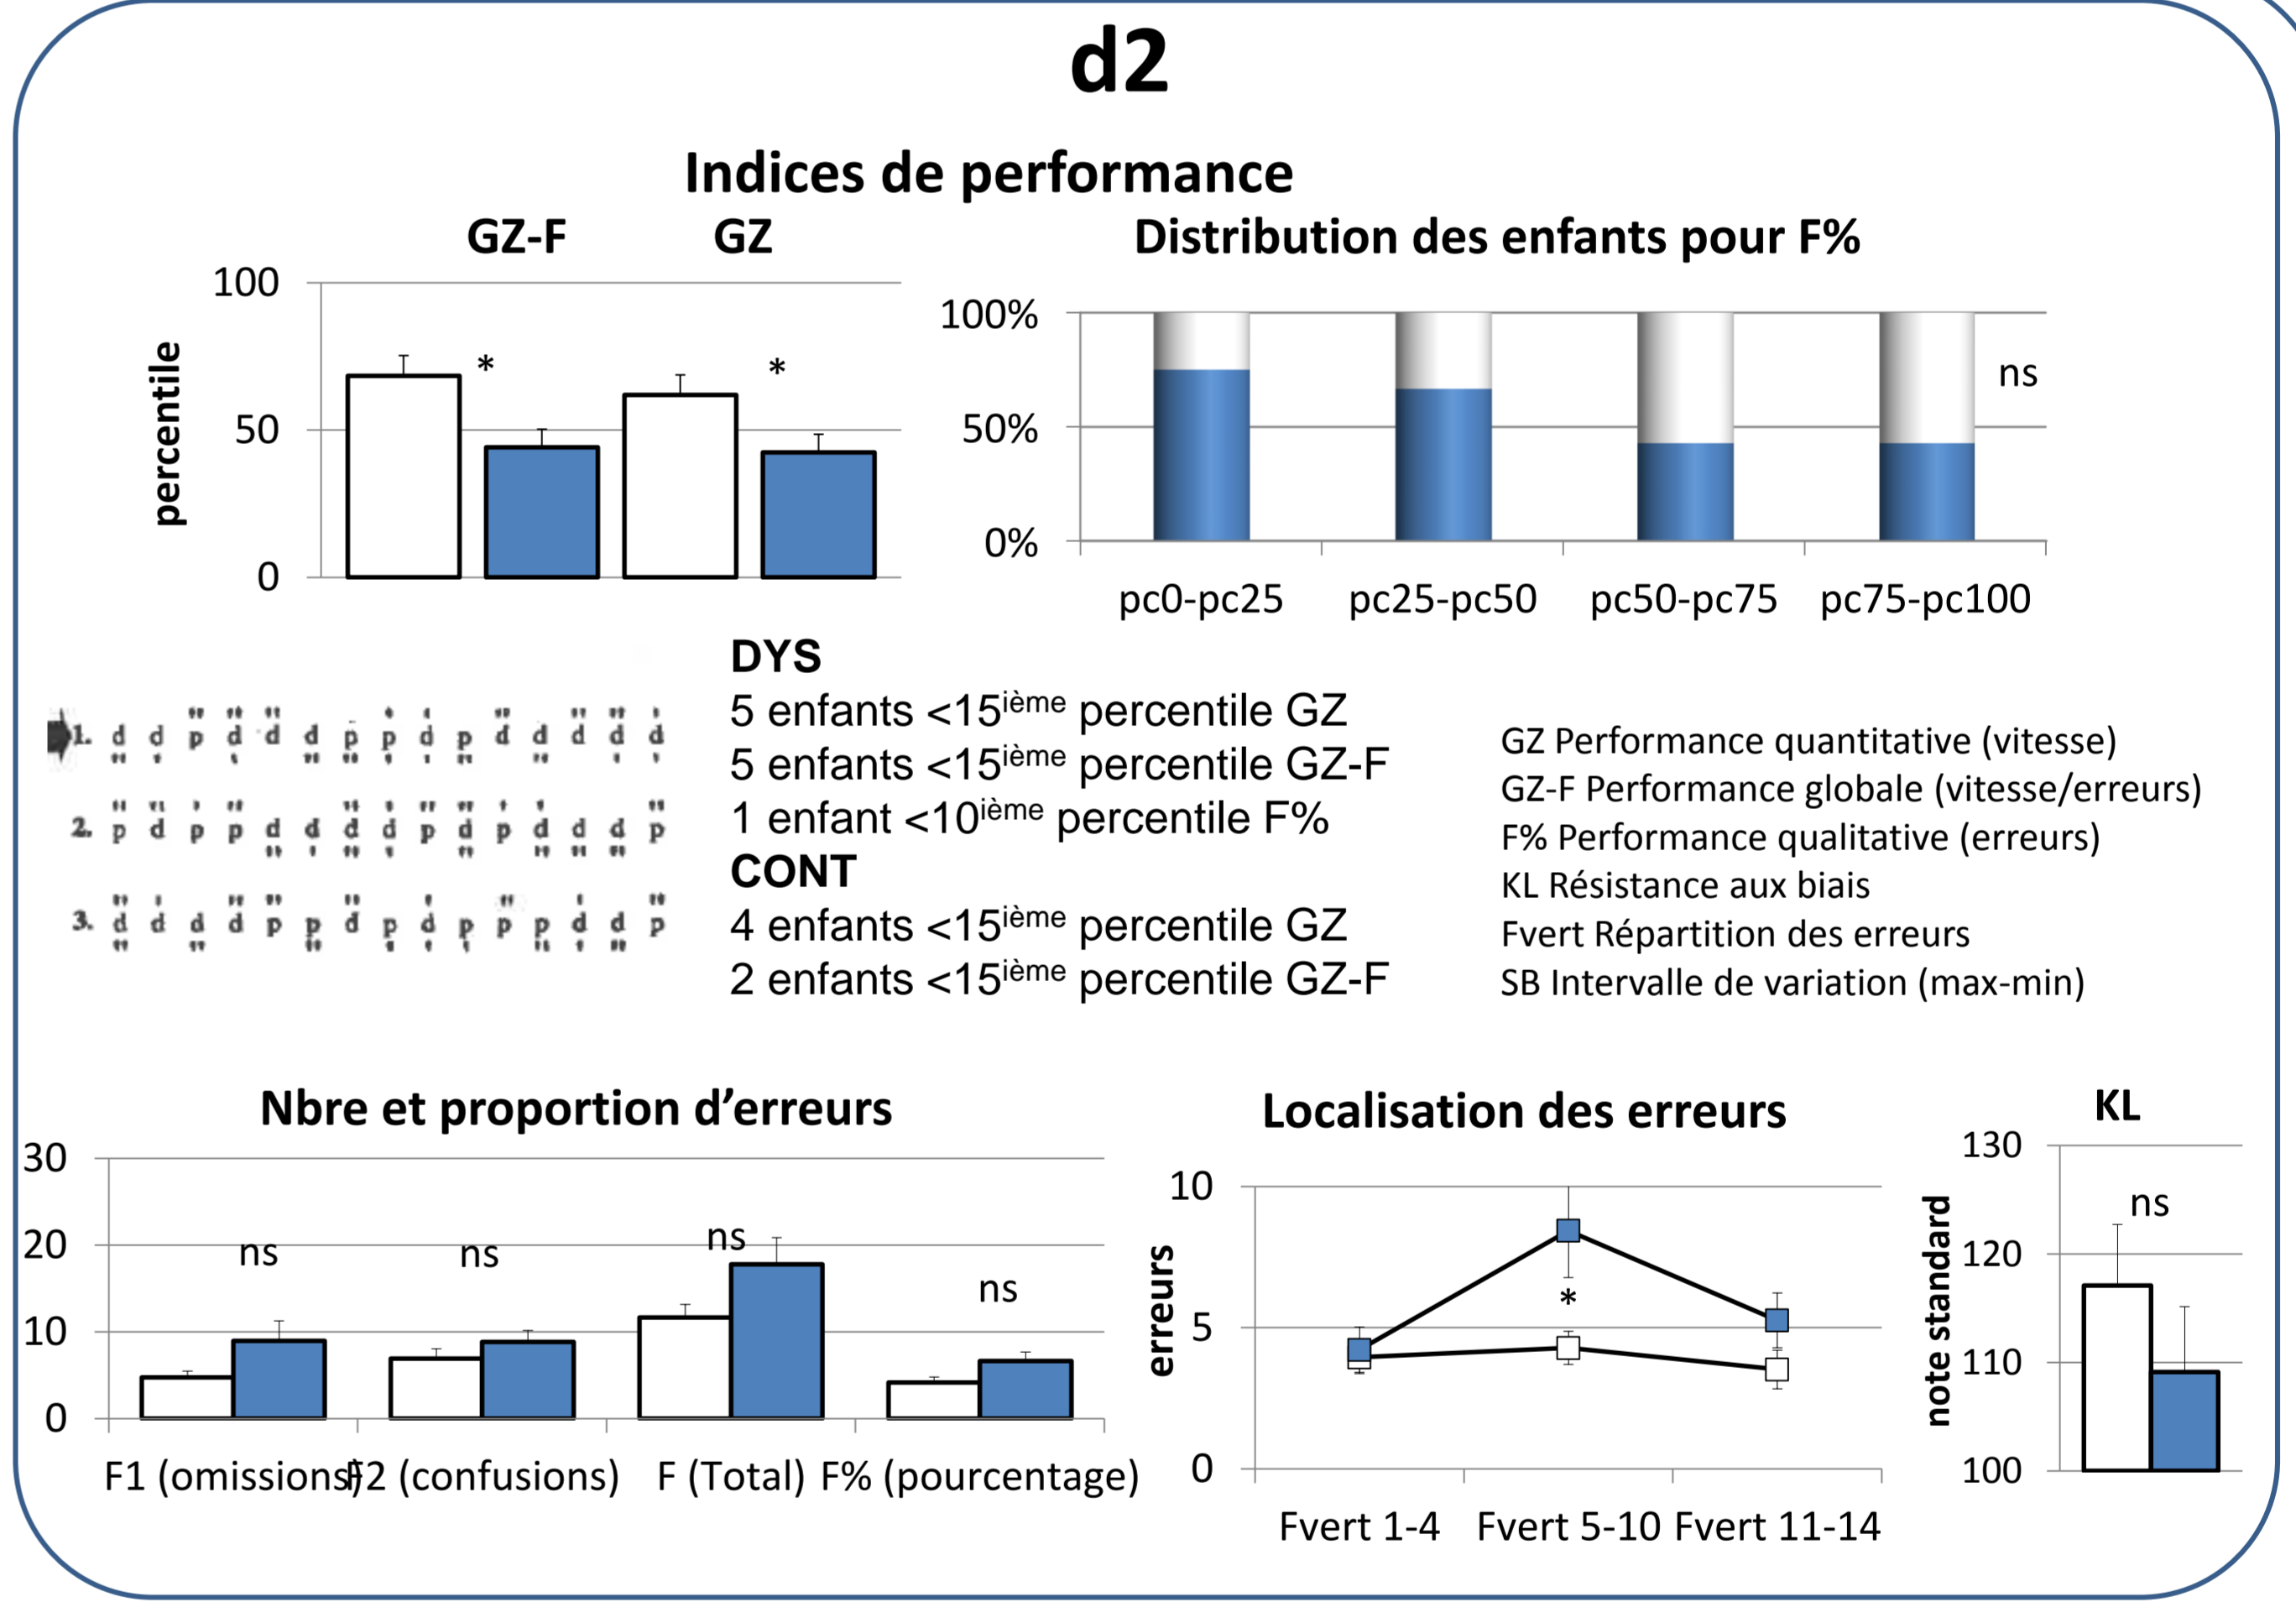 d2
Indices de performance
GZ-F GZ
percentile
100
50
0
*
*
Distribution des enfants pour F%
100%
50%
0%
ns
pc0-pc25 pc25-pc50 pc50-pc75 pc75-pc100
1. d d p d d d p p d p d d d d d
2. p d p p d d d d p d p d d d p
3. d d d d p p d p d p p p d d p
DYS
5 enfants <15ième percentile GZ
5 enfants <15ième percentile GZ-F
1 enfant <10ième percentile F%
CONT
4 enfants <15ième percentile GZ
2 enfants <15ième percentile GZ-F
GZ Performance quantitative (vitesse)
GZ-F Performance globale (vitesse/erreurs)
F% Performance qualitative (erreurs)
KL Résistance aux biais
Fvert Répartition des erreurs
SB Intervalle de variation (max-min)
Nbre et proportion d’erreurs
30
20
10
0
ns
ns
ns
ns
F1 (omissions) F2 (confusions) F (Total) F% (pourcentage)
Localisation des erreurs
erreurs
10
5
0
*
Fvert 1-4 Fvert 5-10 Fvert 11-14
KL
note standard
130
120
110
100
ns